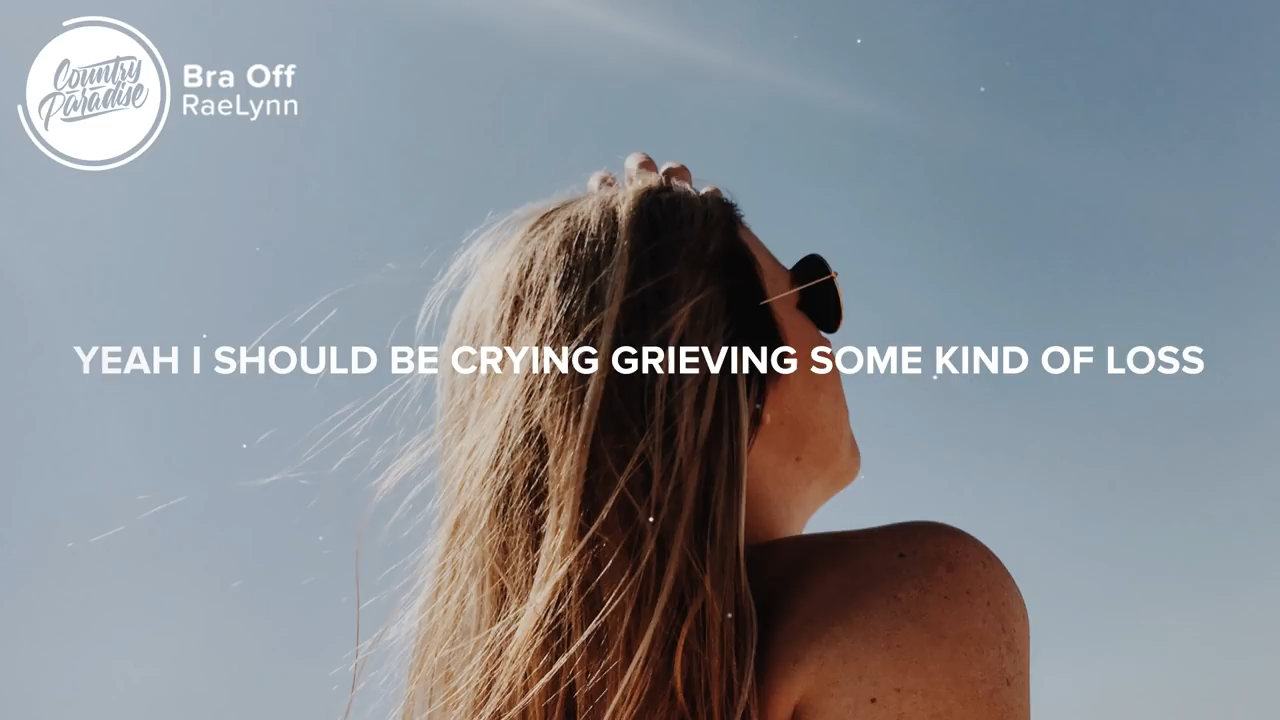 Country
Paradise
Bra Off
RaeLynn
YEAH I SHOULD BE CRYING GRIEVING SOME KIND OF LOSS